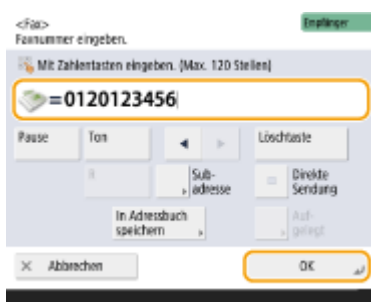 <Fax>
Empfänger
Faxnummer eingeben.
Mit Zahlentasten eingeben. (Max. 120 Stellen)
=0120123456
Pause
Ton
Löschtaste
R
Sub-
adresse
Direkte
Sendung
In Adressbuch
speichern
Auf-
gelegt
× Abbrechen
OK